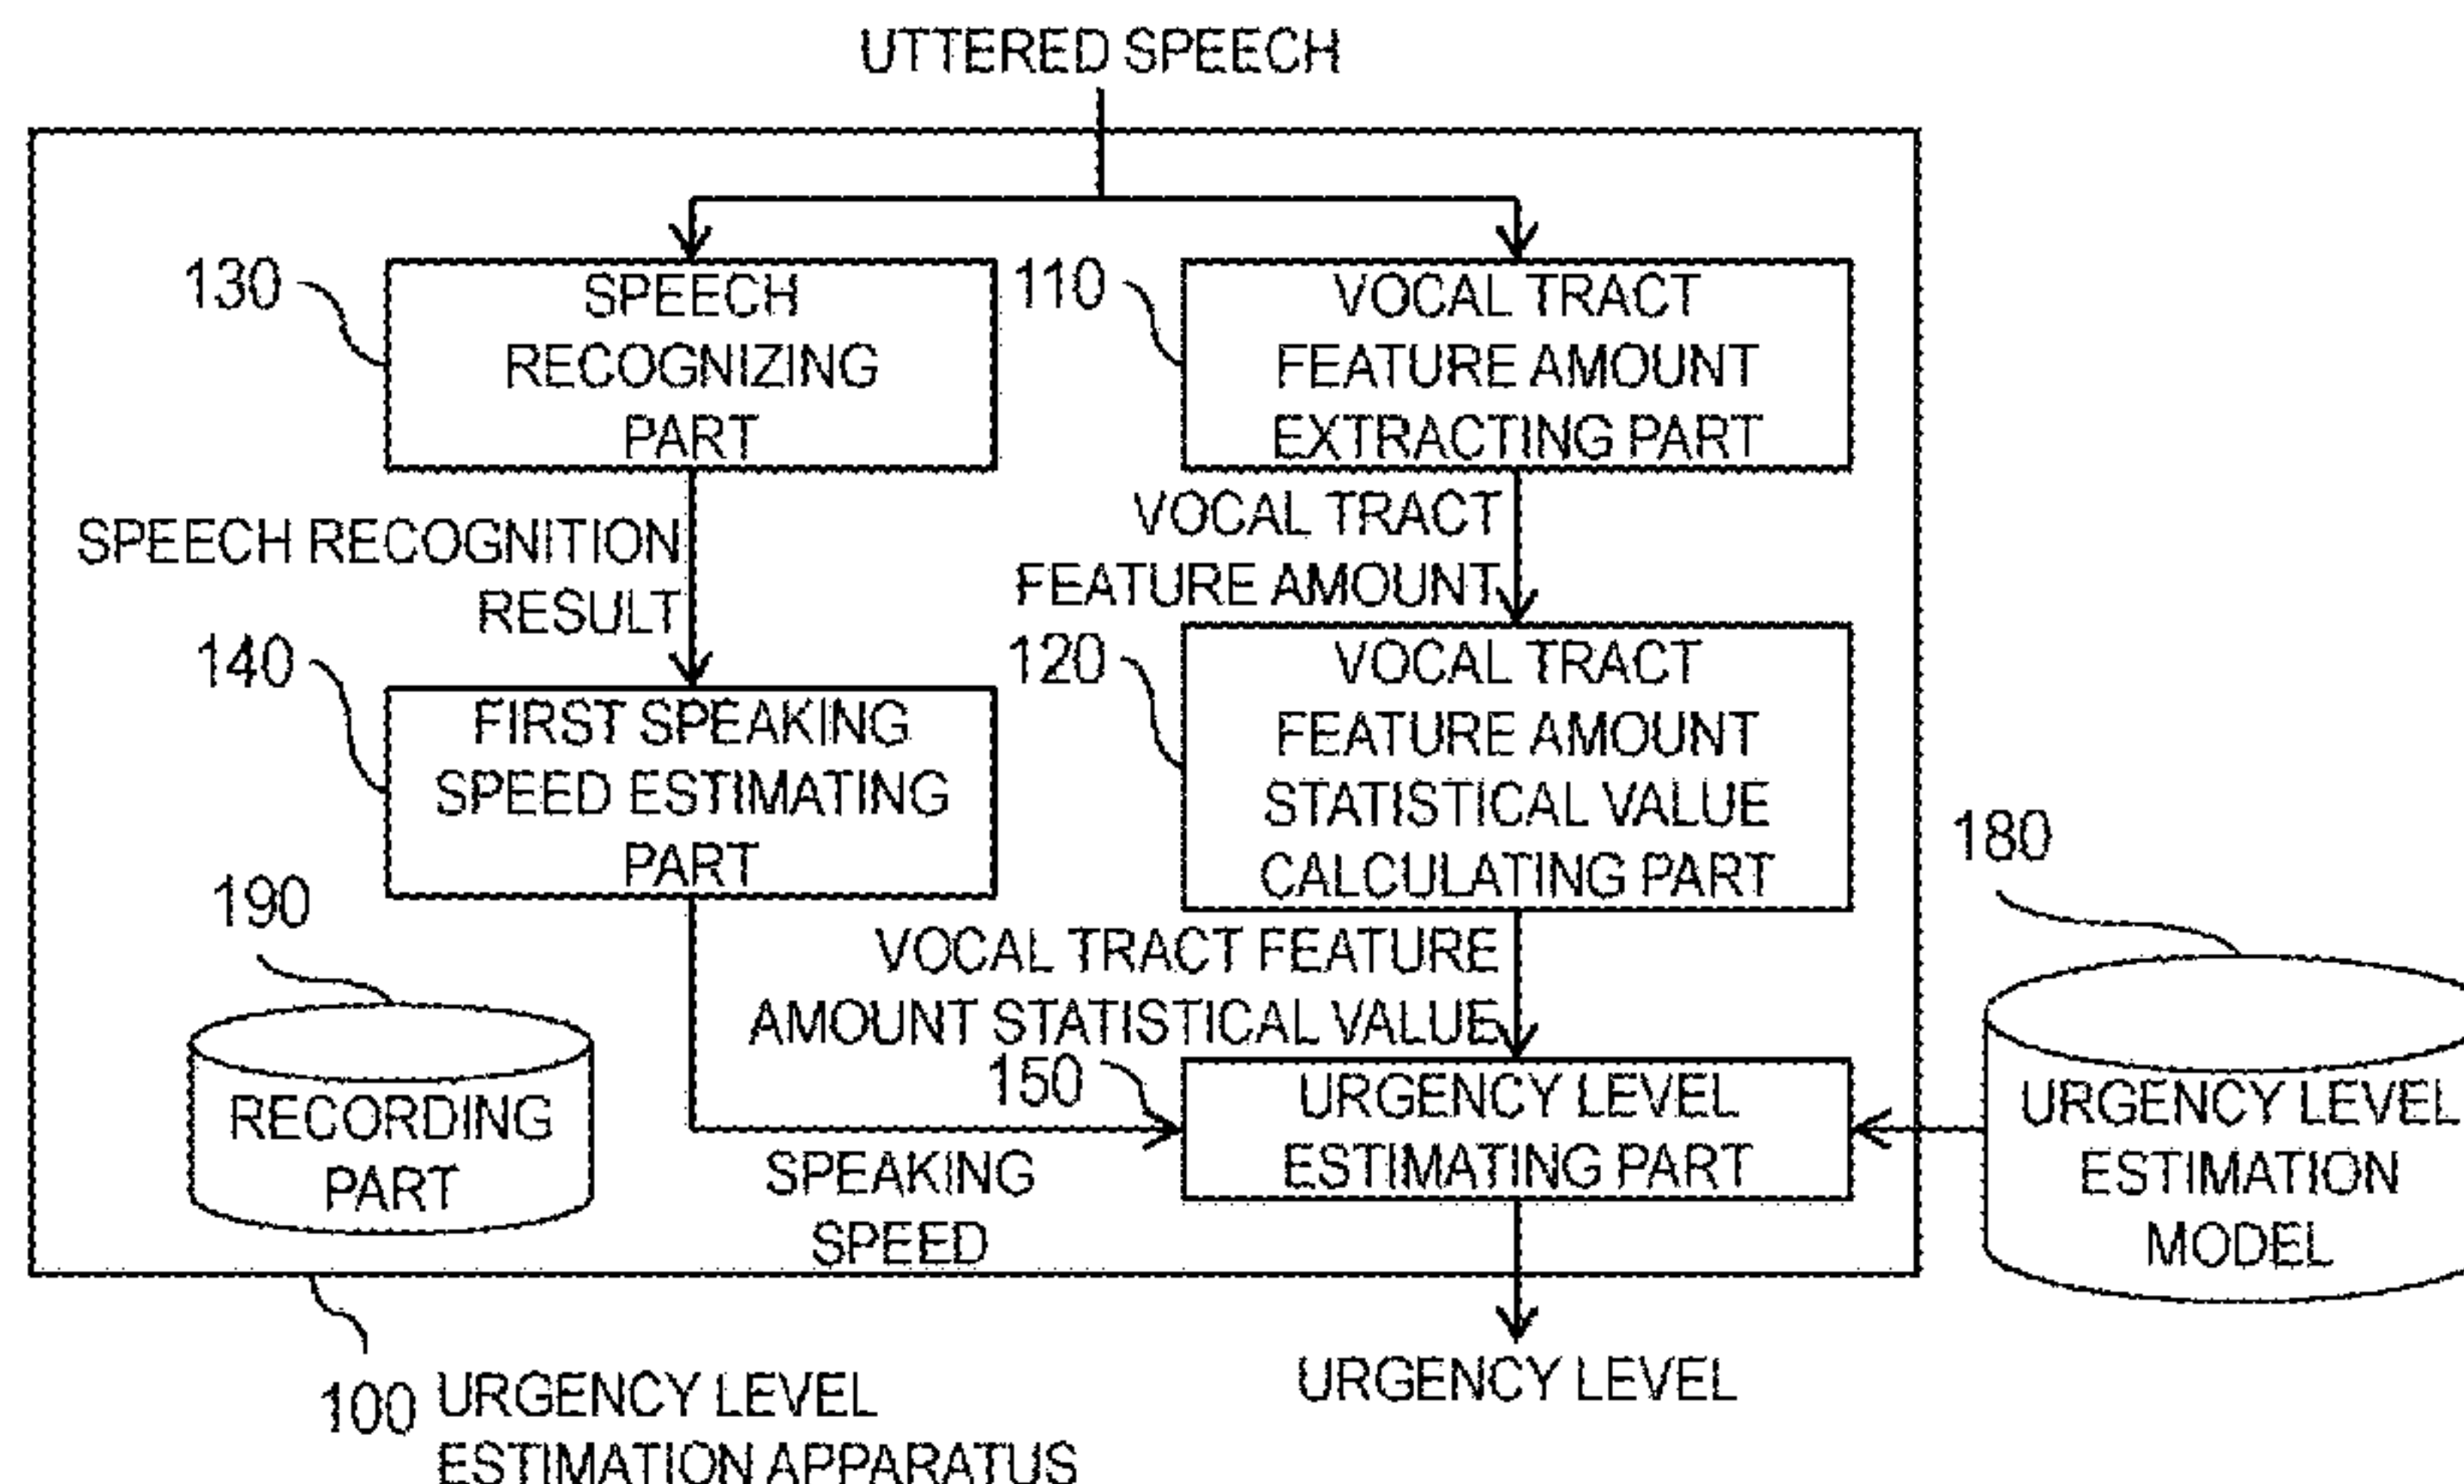 UTTERED SPEECH
130
SPEECH
RECOGNIZING
PART
110
VOCAL TRACT
FEATURE AMOUNT
EXTRACTING PART
SPEECH RECOGNITION
RESULT
VOCAL TRACT
FEATURE AMOUNT
140
FIRST SPEAKING
SPEED ESTIMATING
PART
120
VOCAL TRACT
FEATURE AMOUNT
STATISTICAL VALUE
CALCULATING PART
180
190
VOCAL TRACT FEATURE
AMOUNT STATISTICAL VALUE
RECORDING
PART
150
URGENCY LEVEL
ESTIMATING PART
SPEAKING
SPEED
URGENCY LEVEL
ESTIMATION
MODEL
100 URGENCY LEVEL
ESTIMATION APPARATUS
URGENCY LEVEL